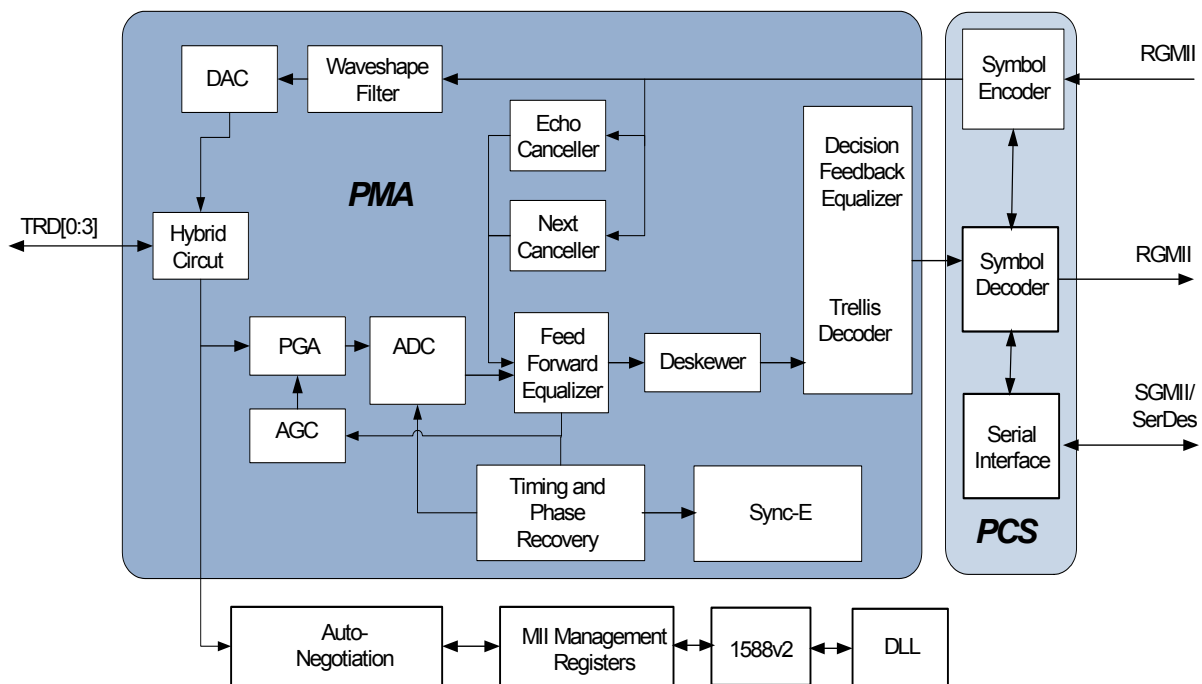 DAC
Waveshape
Filter
Symbol
Encoder
RGMII
Echo
Canceller
Decision
Feedback
Equalizer
PMA
TRD[0:3]
Hybrid
Circut
Next
Canceller
Symbol
Decoder
RGMII
Trellis
Decoder
PGA
ADC
Feed
Forward
Equalizer
Deskewer
AGC
Serial
Interface
SGMII/
SerDes
Timing and
Phase
Recovery
Sync-E
PCS
Auto-
Negotiation
MII Management
Registers
1588v2
DLL